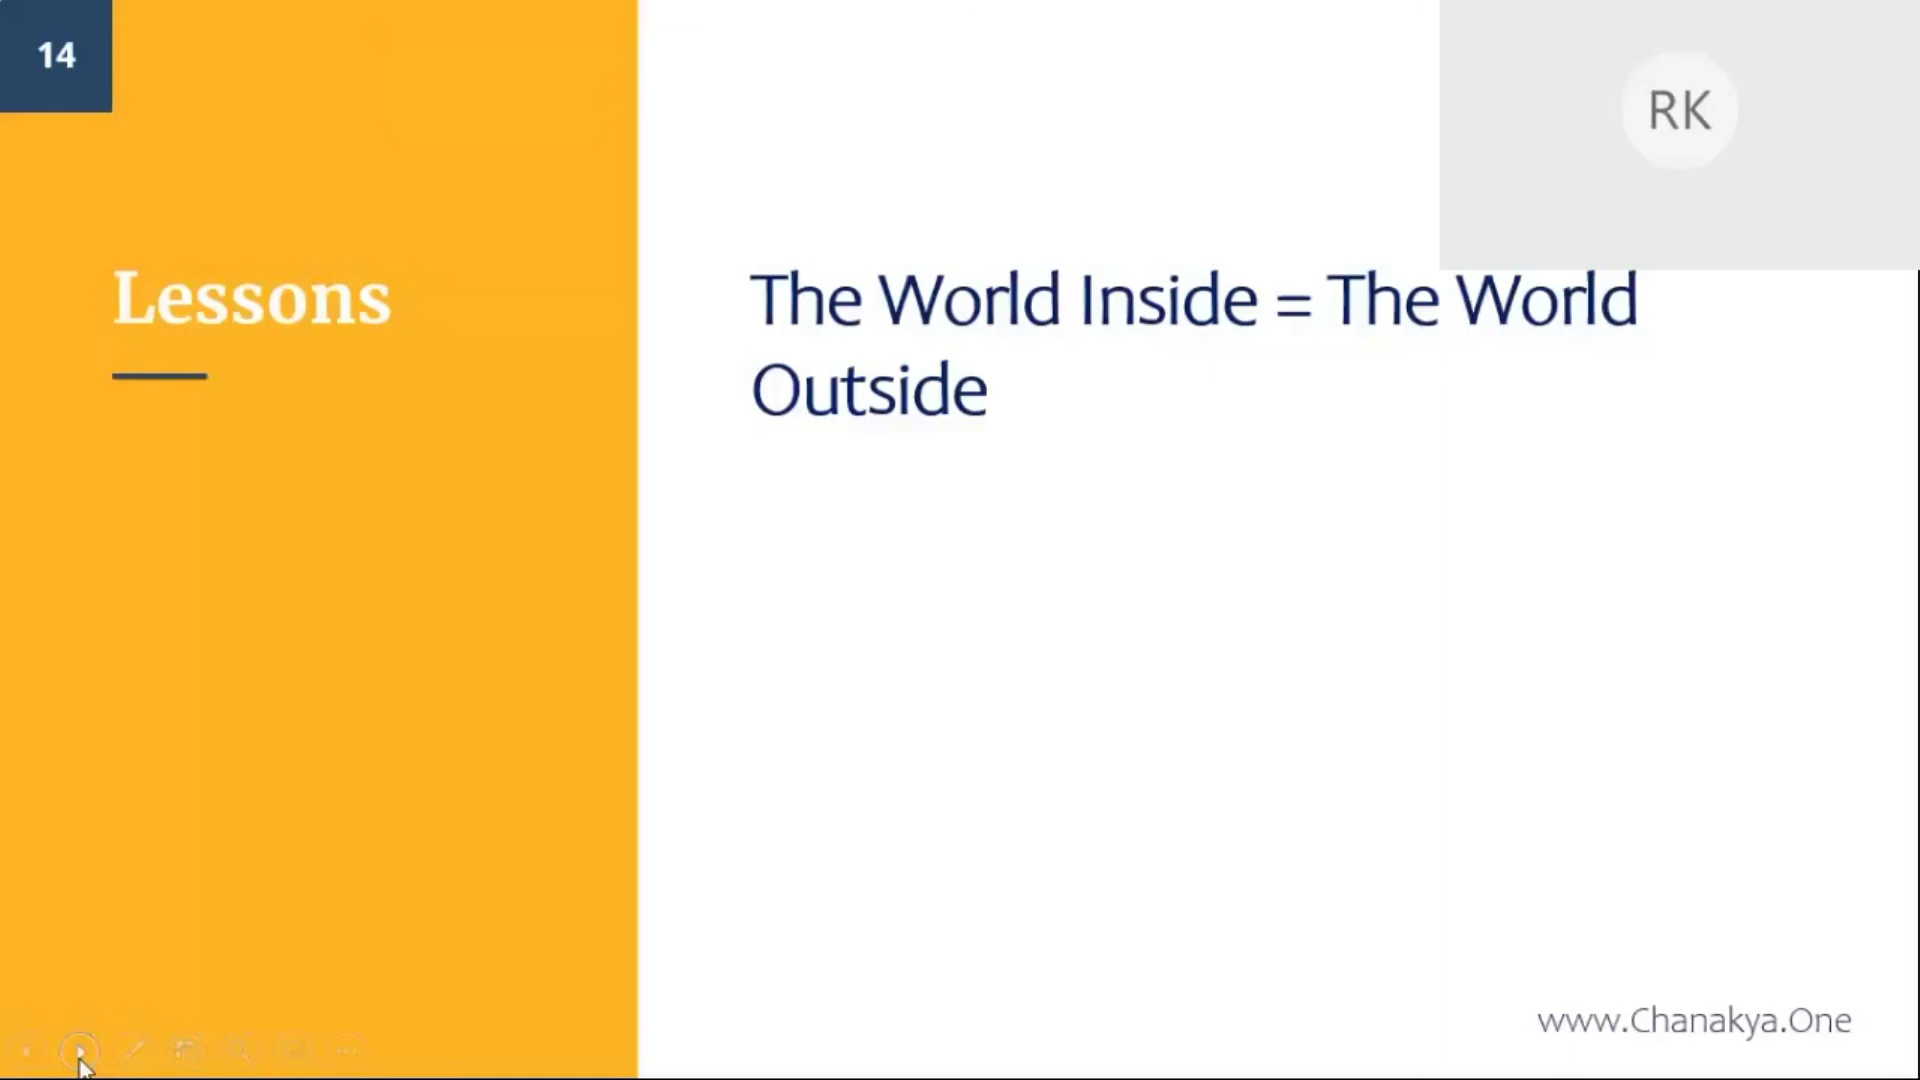 14
RK
Lessons
The World Inside = The World
Outside
www.Chanakya.One